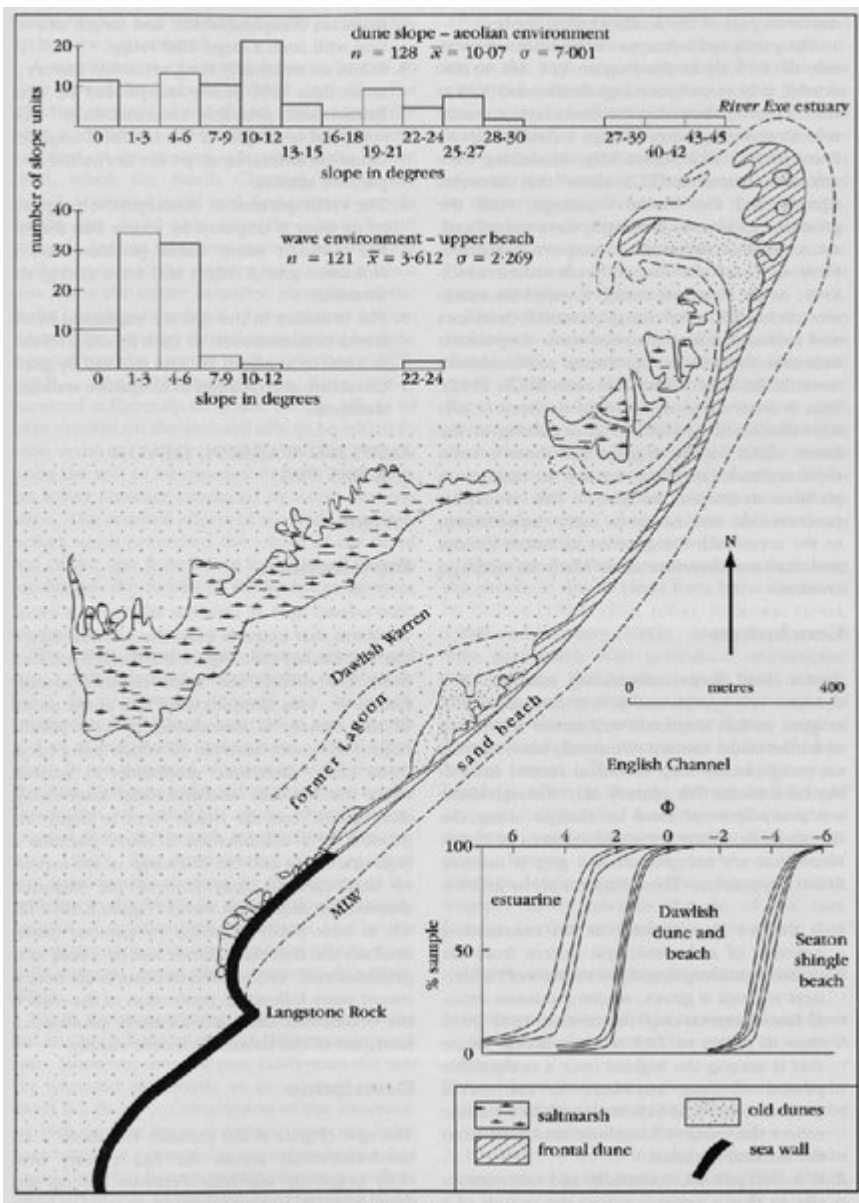 dune slope – aeolian environment
n = 128 x̄ = 10·07 σ = 7·001
20
10
0
0 1-3 4-6 7-9 10-12 16-18 22-24 28-30 27-39 43-45
13-15 19-21 25-27 40-42
slope in degrees
number of slope units
River Exe estuary
40
30
20
10
0
wave environment – upper beach
n = 121 x̄ = 3·612 σ = 2·269
0 1-3 4-6 7-9 10-12 22-24
slope in degrees
N
0 metres 400
Dawlish Warren
former Lagoon
sand beach
English Channel
MLW
Langstone Rock
Φ
6 4 2 0 −2 −4 −6
100
50
0
% sample
estuarine
Dawlish
dune and
beach
Seaton
shingle
beach
saltmarsh
old dunes
frontal dune
sea wall